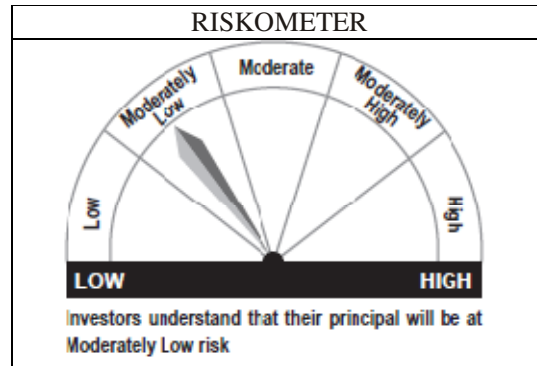 RISKOMETER
Moderate
Moderately
Low
Moderately
High
Low
High
LOW HIGH
Investors understand that their principal will be at
Moderately Low risk